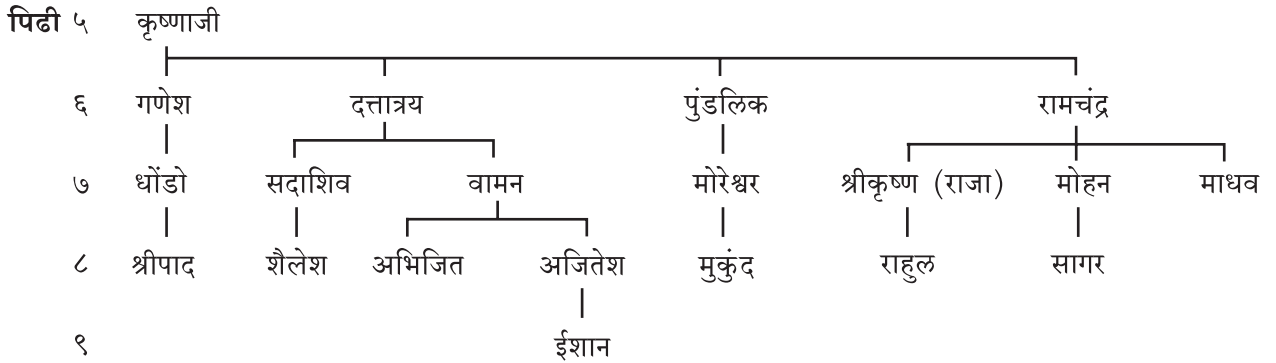 पिढी ५ कृष्णाजी
६ गणेश दत्तात्रय पुंडलिक रामचंद्र
७ धोंडो सदाशिव वामन मोरेश्वर श्रीकृष्ण (राजा) मोहन माधव
८ श्रीपाद शैलेश अभिजित अजितेश मुकुंद राहुल सागर
९ ईशान